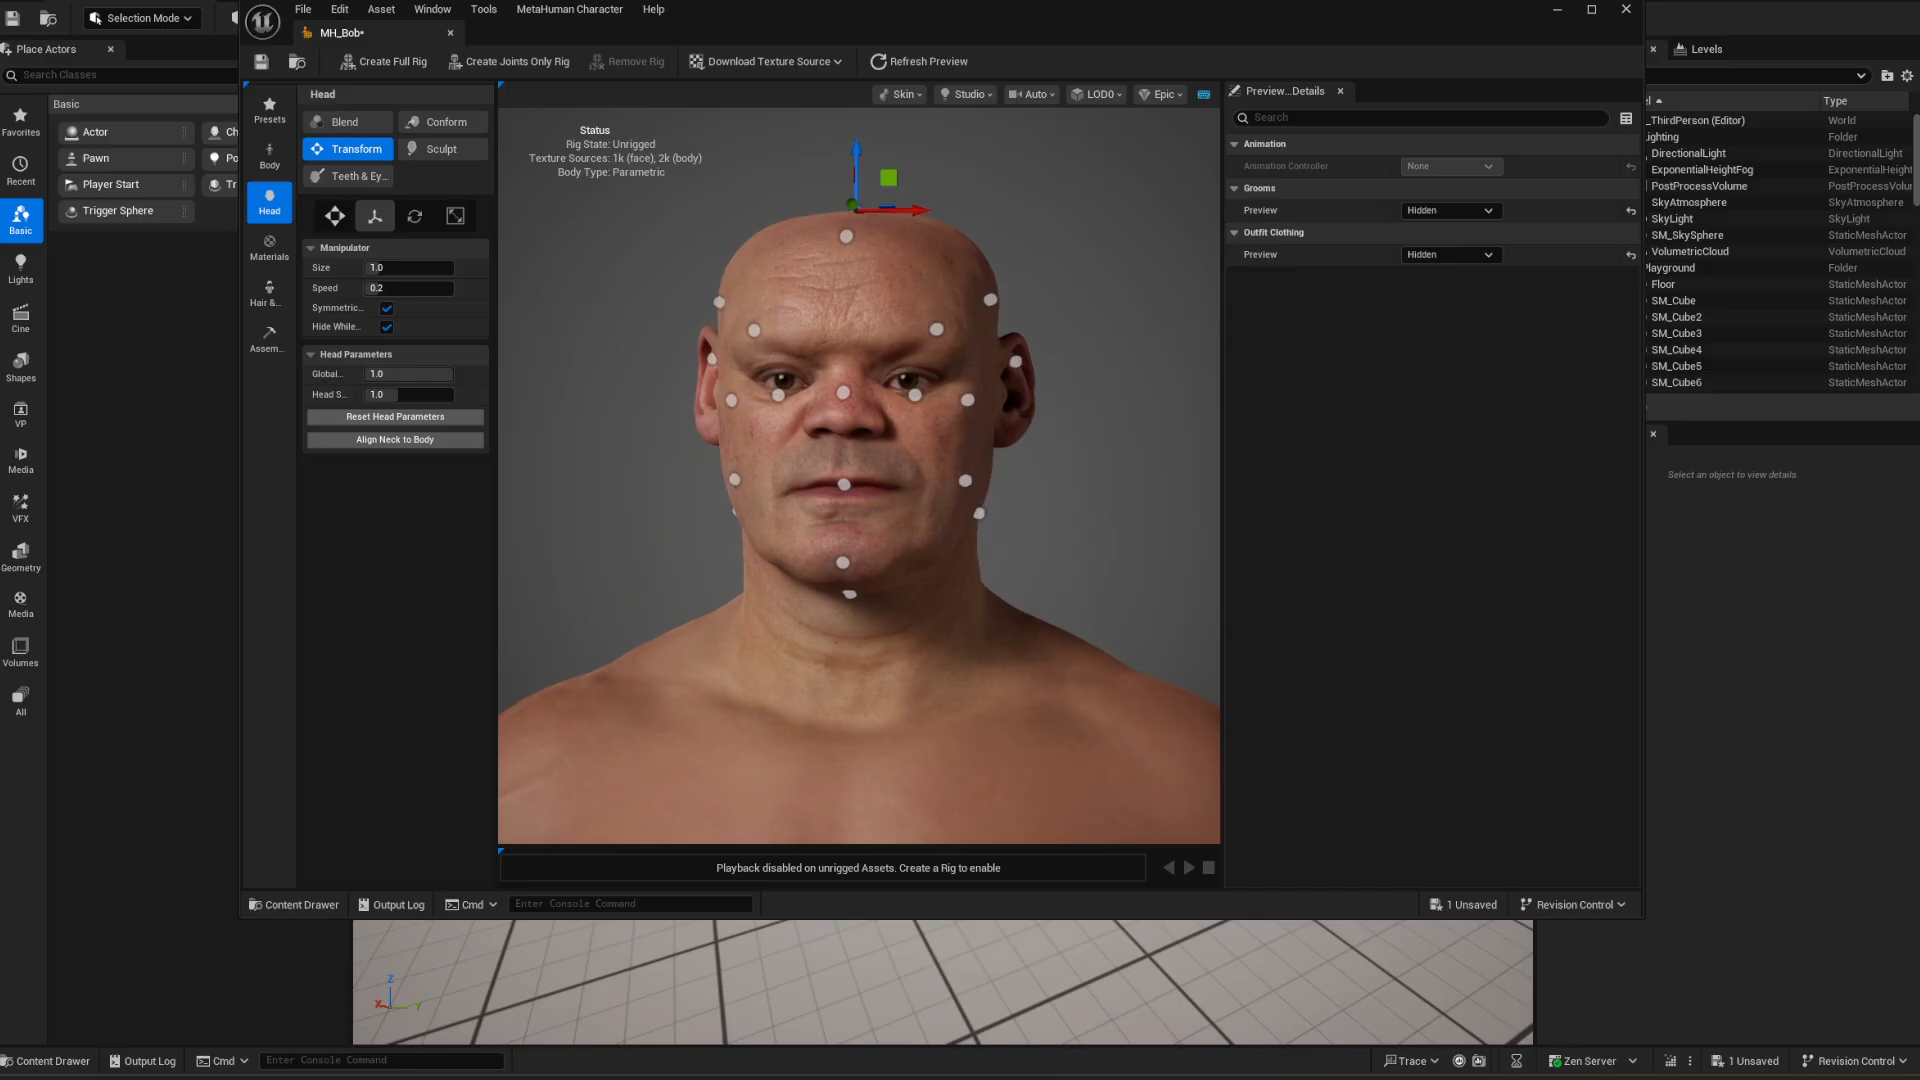 File Edit Asset Window Tools MetaHuman Character Help
Selection Mode
MH_Bob•
Place Actors
Levels
Create Full Rig Create Joints Only Rig Remove Rig Download Texture Source Refresh Preview
Search Classes
Favorites
Recent
Basic
Lights
Cine
Shapes
VP
Media
VFX
Geometry
Media
Volumes
All
Basic
Actor
Pawn
Player Start
Trigger Sphere
Presets
Body
Head
Materials
Hair &...
Assem...
Head
Blend Conform
Transform Sculpt
Teeth & Ey...
Manipulator
Size 1.0
Speed 0.2
Symmetric...
Hide While...
Head Parameters
Global... 1.0
Head S... 1.0
Reset Head Parameters
Align Neck to Body
Skin Studio Auto LOD0 Epic
Status
Rig State: Unrigged
Texture Sources: 1k (face), 2k (body)
Body Type: Parametric
Playback disabled on unrigged Assets. Create a Rig to enable
Preview...Details
Search
Animation
Animation Controller None
Grooms
Preview Hidden
Outfit Clothing
Preview Hidden
Type
_ThirdPerson (Editor) World
ighting Folder
DirectionalLight DirectionalLight
ExponentialHeightFog ExponentialHeight
PostProcessVolume PostProcessVolu
SkyAtmosphere SkyAtmosphere
SkyLight SkyLight
SM_SkySphere StaticMeshActor
VolumetricCloud VolumetricCloud
Playground Folder
Floor StaticMeshActor
SM_Cube StaticMeshActor
SM_Cube2 StaticMeshActor
SM_Cube3 StaticMeshActor
SM_Cube4 StaticMeshActor
SM_Cube5 StaticMeshActor
SM_Cube6 StaticMeshActor
Select an object to view details.
Content Drawer Output Log Cmd Enter Console Command 1 Unsaved Revision Control
Z
X Y
Content Drawer Output Log Cmd Enter Console Command Trace Zen Server 1 Unsaved Revision Control